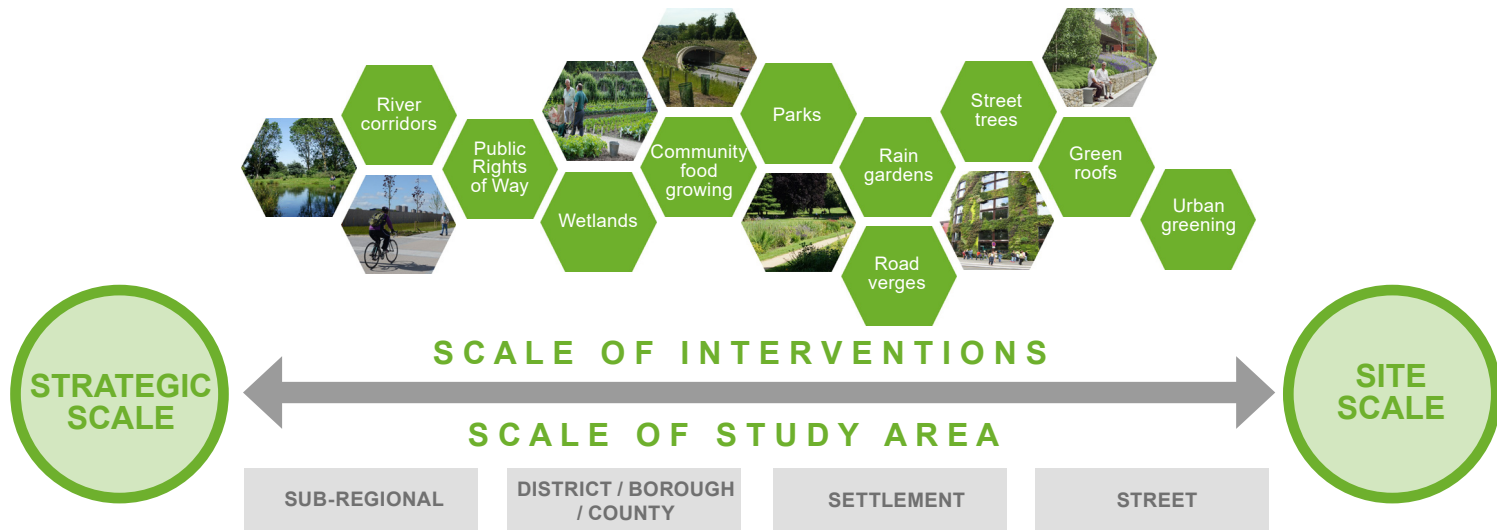 River
corridors
Public
Rights
of Way
Wetlands
Community
food
growing
Parks
Rain
gardens
Road
verges
Street
trees
Green
roofs
Urban
greening
STRATEGIC
SCALE
SCALE OF INTERVENTIONS
SCALE OF STUDY AREA
SITE
SCALE
SUB-REGIONAL
DISTRICT / BOROUGH
/ COUNTY
SETTLEMENT
STREET